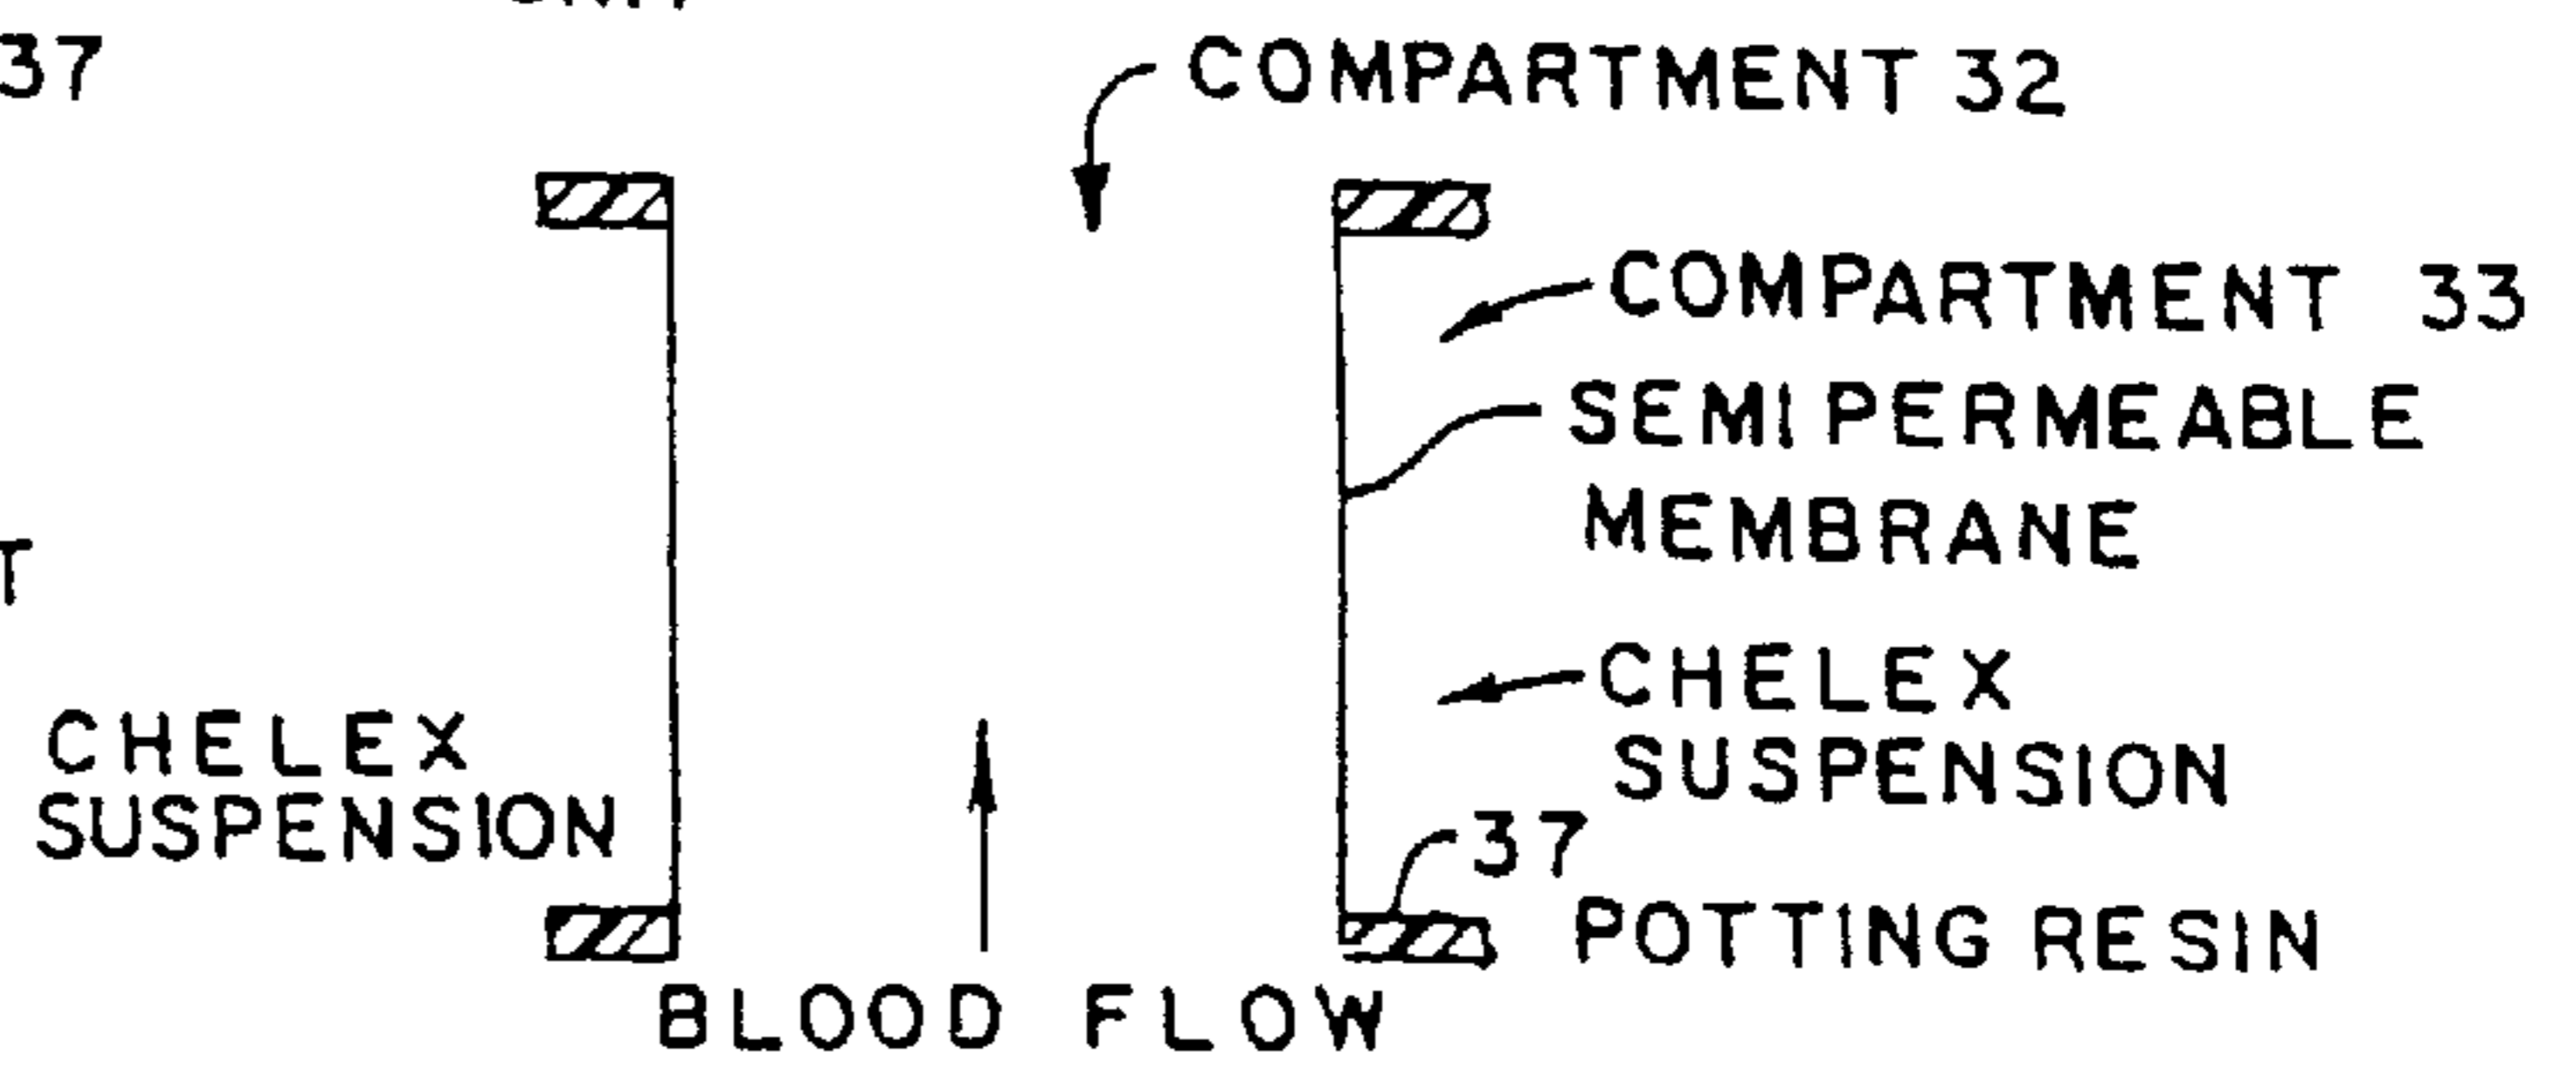 37
COMPARTMENT 32
COMPARTMENT 33
SEMIPERMEABLE
MEMBRANE
T
CHELEX
SUSPENSION
CHELEX
SUSPENSION
37
POTTING RESIN
BLOOD FLOW